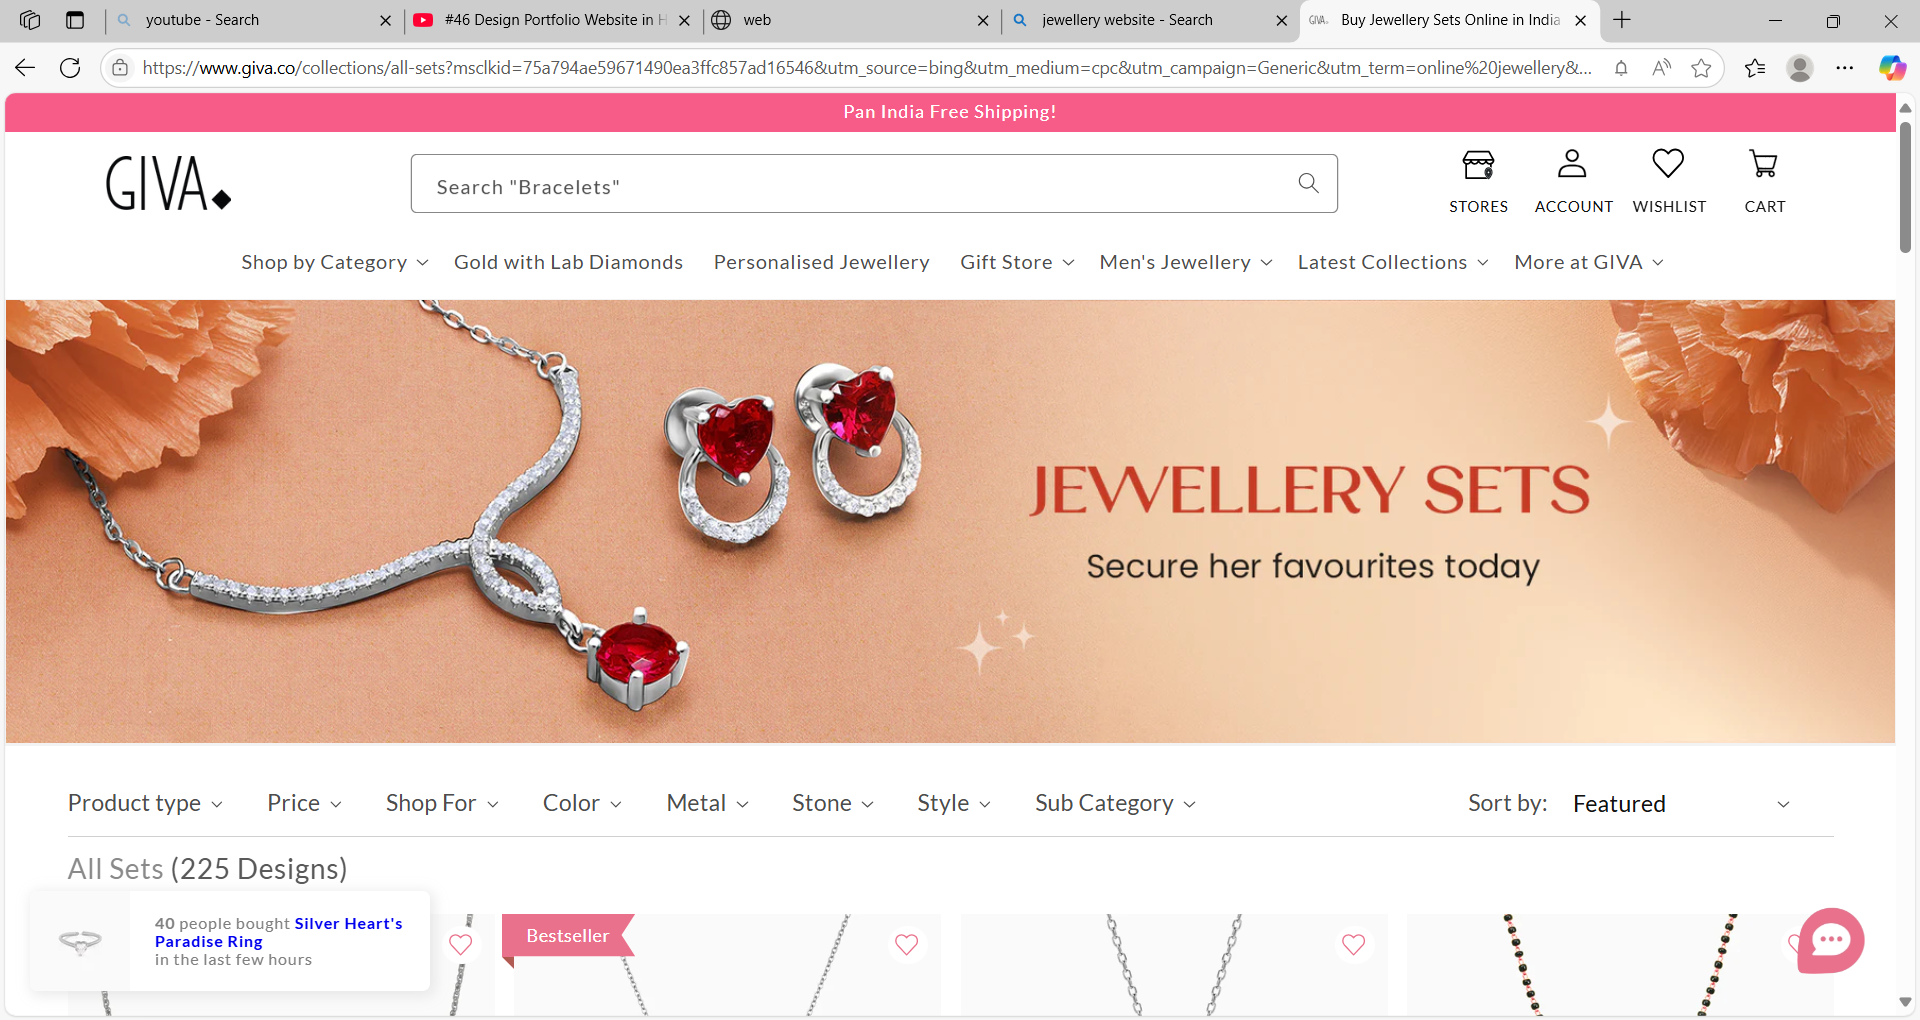 youtube - Search
#46 Design Portfolio Website in H
web
jewellery website - Search
GIVA. Buy Jewellery Sets Online in India
https://www.giva.co/collections/all-sets?msclkid=75a794ae59671490ea3ffc857ad16546&utm_source=bing&utm_medium=cpc&utm_campaign=Generic&utm_term=online%20jewellery&...
Pan India Free Shipping!
GIVA
Search "Bracelets"
STORES ACCOUNT WISHLIST CART
Shop by Category Gold with Lab Diamonds Personalised Jewellery Gift Store Men's Jewellery Latest Collections More at GIVA
JEWELLERY SETS
Secure her favourites today
Product type Price Shop For Color Metal Stone Style Sub Category Sort by: Featured
All Sets (225 Designs)
40 people bought Silver Heart's
Paradise Ring
in the last few hours
Bestseller